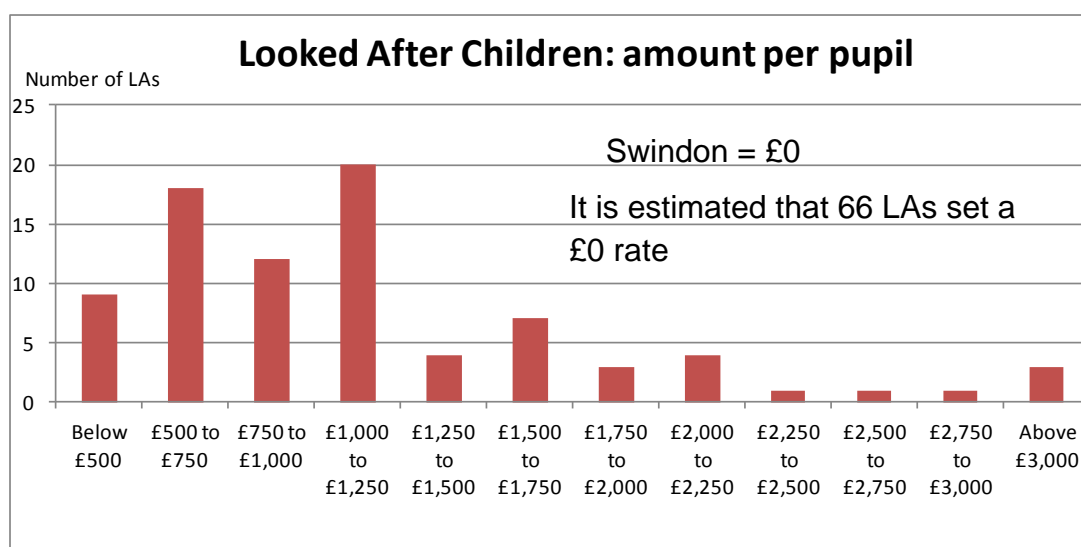 Looked After Children: amount per pupil
Number of LAs
25
20
15
10
5
0
Swindon = £0
It is estimated that 66 LAs set a
£0 rate
Below
£500
£500 to
£750
£750 to
£1,000
£1,000
to
£1,250
£1,250
to
£1,500
£1,500
to
£1,750
£1,750
to
£2,000
£2,000
to
£2,250
£2,250
to
£2,500
£2,500
to
£2,750
£2,750
to
£3,000
Above
£3,000